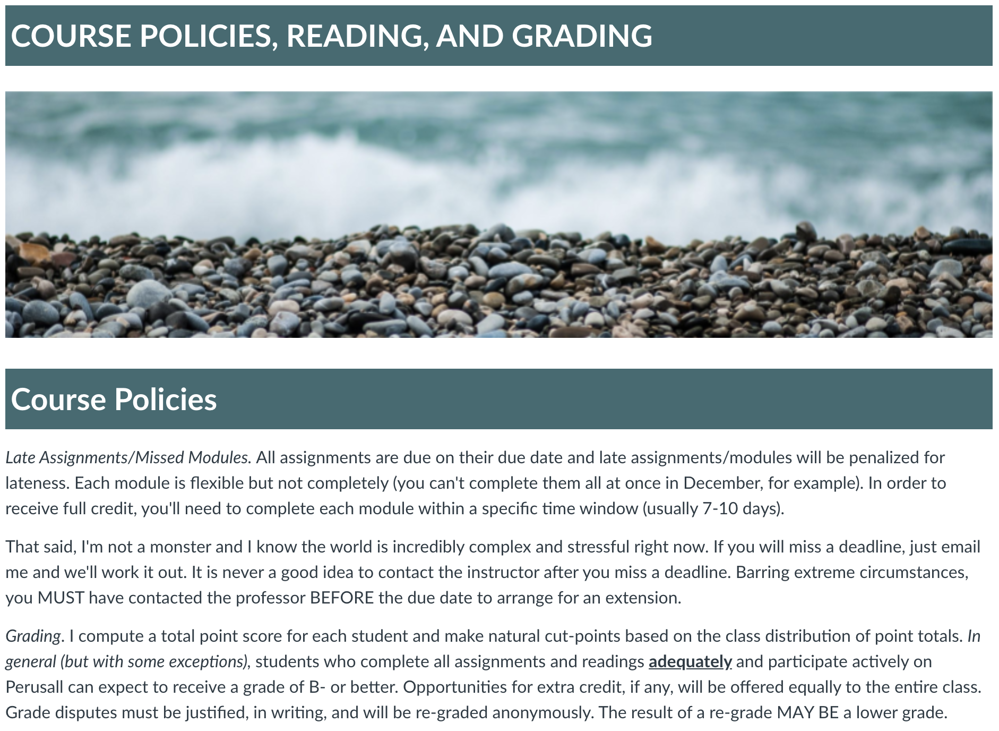 COURSE POLICIES, READING, AND GRADING
Course Policies
Late Assignments/Missed Modules. All assignments are due on their due date and late assignments/modules will be penalized for
lateness. Each module is flexible but not completely (you can't complete them all at once in December, for example). In order to
receive full credit, you'll need to complete each module within a specific time window (usually 7-10 days).
That said, I'm not a monster and I know the world is incredibly complex and stressful right now. If you will miss a deadline, just email
me and we'll work it out. It is never a good idea to contact the instructor after you miss a deadline. Barring extreme circumstances,
you MUST have contacted the professor BEFORE the due date to arrange for an extension.
Grading. I compute a total point score for each student and make natural cut-points based on the class distribution of point totals. In
general (but with some exceptions), students who complete all assignments and readings adequately and participate actively on
Perusall can expect to receive a grade of B- or better. Opportunities for extra credit, if any, will be offered equally to the entire class.
Grade disputes must be justified, in writing, and will be re-graded anonymously. The result of a re-grade MAY BE a lower grade.